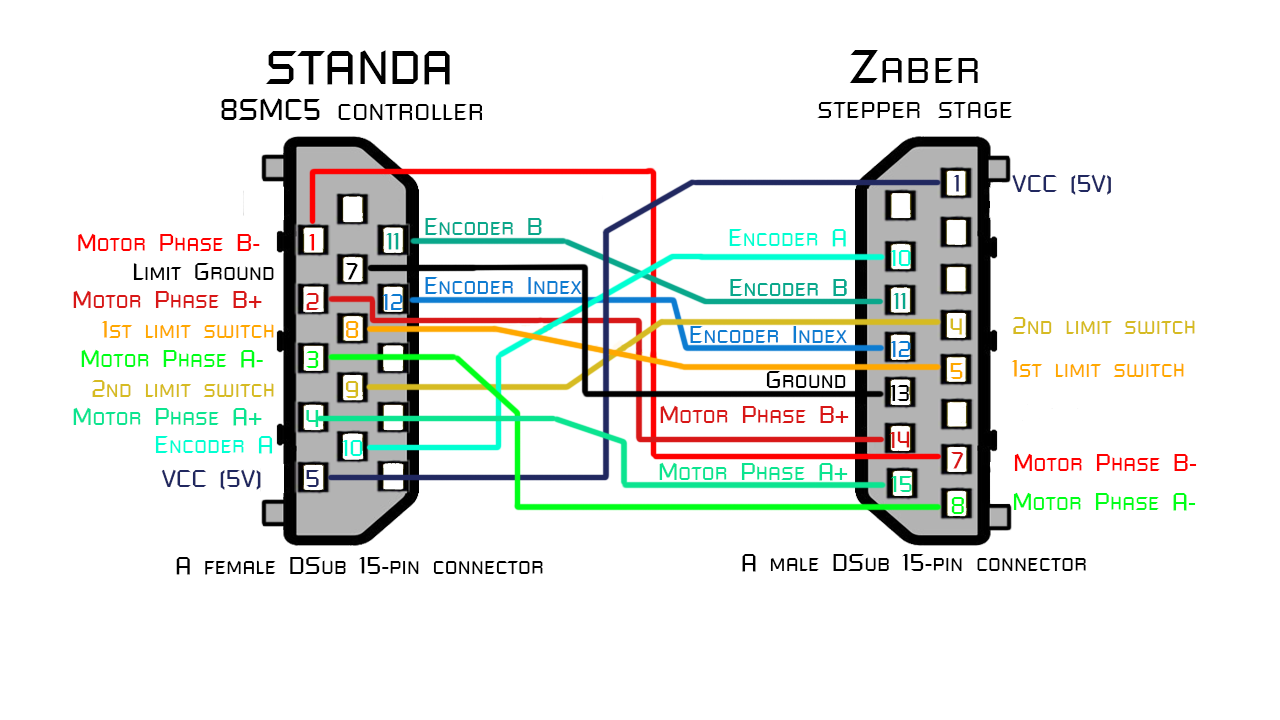 STANDA
8SMC5 CONTROLLER
ZABER
STEPPER STAGE
MOTOR PHASE B-
LIMIT GROUND
MOTOR PHASE B+
1ST LIMIT SWITCH
MOTOR PHASE A-
2ND LIMIT SWITCH
MOTOR PHASE A+
ENCODER A
VCC (5V)
1
2
3
4
5
7
8
9
10
11
12
ENCODER B
ENCODER INDEX
ENCODER A
ENCODER B
ENCODER INDEX
GROUND
MOTOR PHASE B+
MOTOR PHASE A+
10
11
12
13
14
15
1
4
5
7
8
VCC (5V)
2ND LIMIT SWITCH
1ST LIMIT SWITCH
MOTOR PHASE B-
MOTOR PHASE A-
A FEMALE DSUB 15-PIN CONNECTOR
A MALE DSUB 15-PIN CONNECTOR